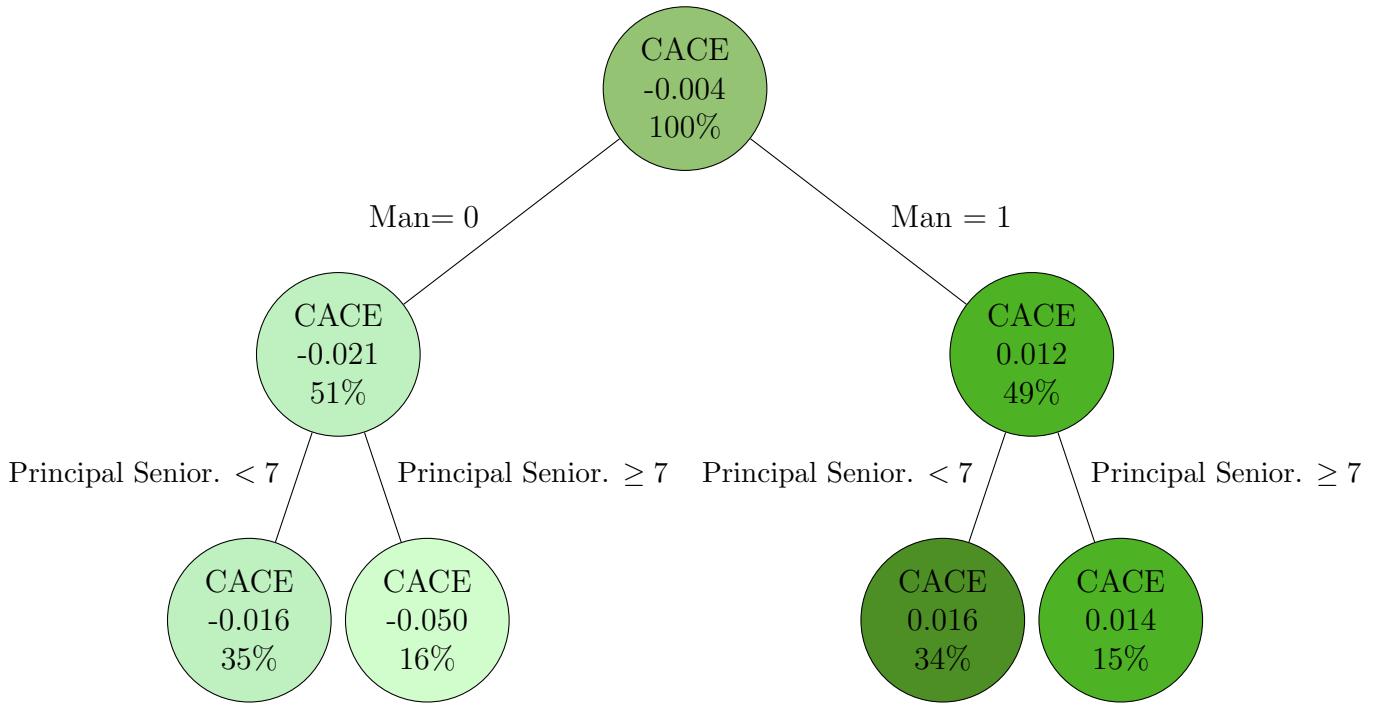 CACE
-0.004
100%
Man= 0
Man = 1
CACE
-0.021
51%
CACE
0.012
49%
Principal Senior. < 7
Principal Senior. ≥ 7
Principal Senior. < 7
Principal Senior. ≥ 7
CACE
-0.016
35%
CACE
-0.050
16%
CACE
0.016
34%
CACE
0.014
15%